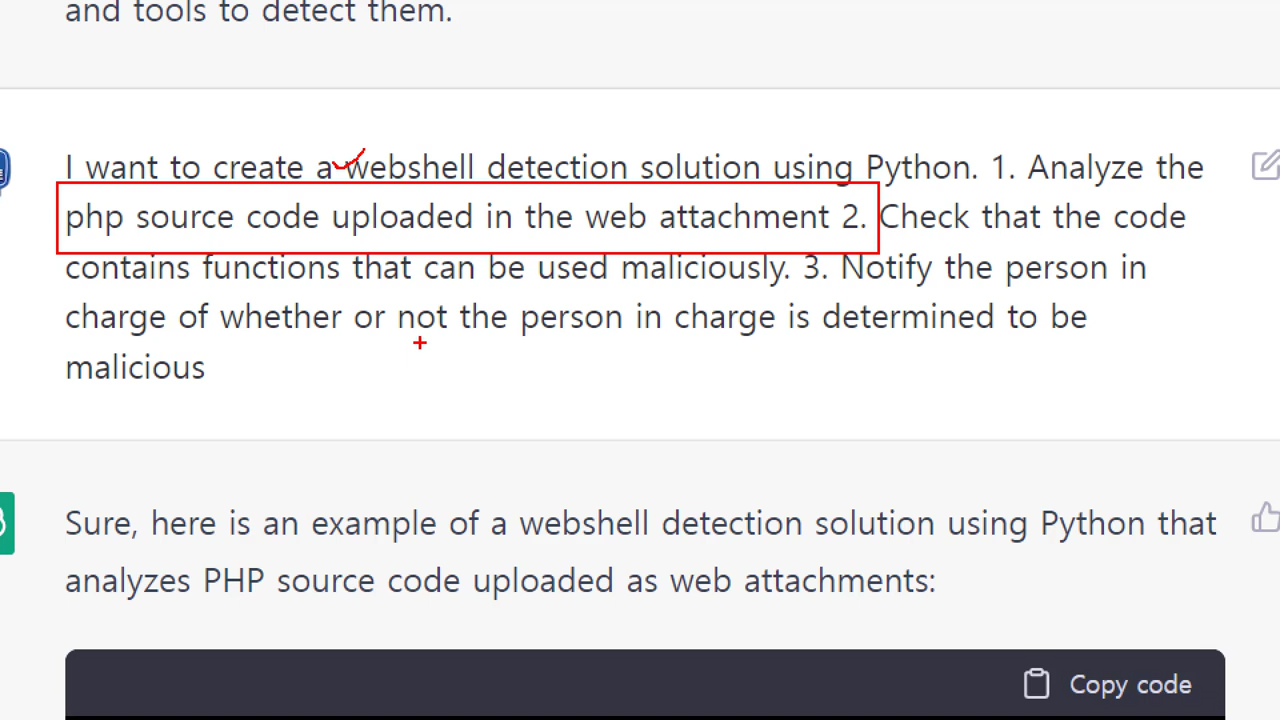 and tools to detect them.
I want to create a webshell detection solution using Python. 1. Analyze the
php source code uploaded in the web attachment 2. Check that the code
contains functions that can be used maliciously. 3. Notify the person in
charge of whether or not the person in charge is determined to be
malicious
Sure, here is an example of a webshell detection solution using Python that
analyzes PHP source code uploaded as web attachments:
Copy code